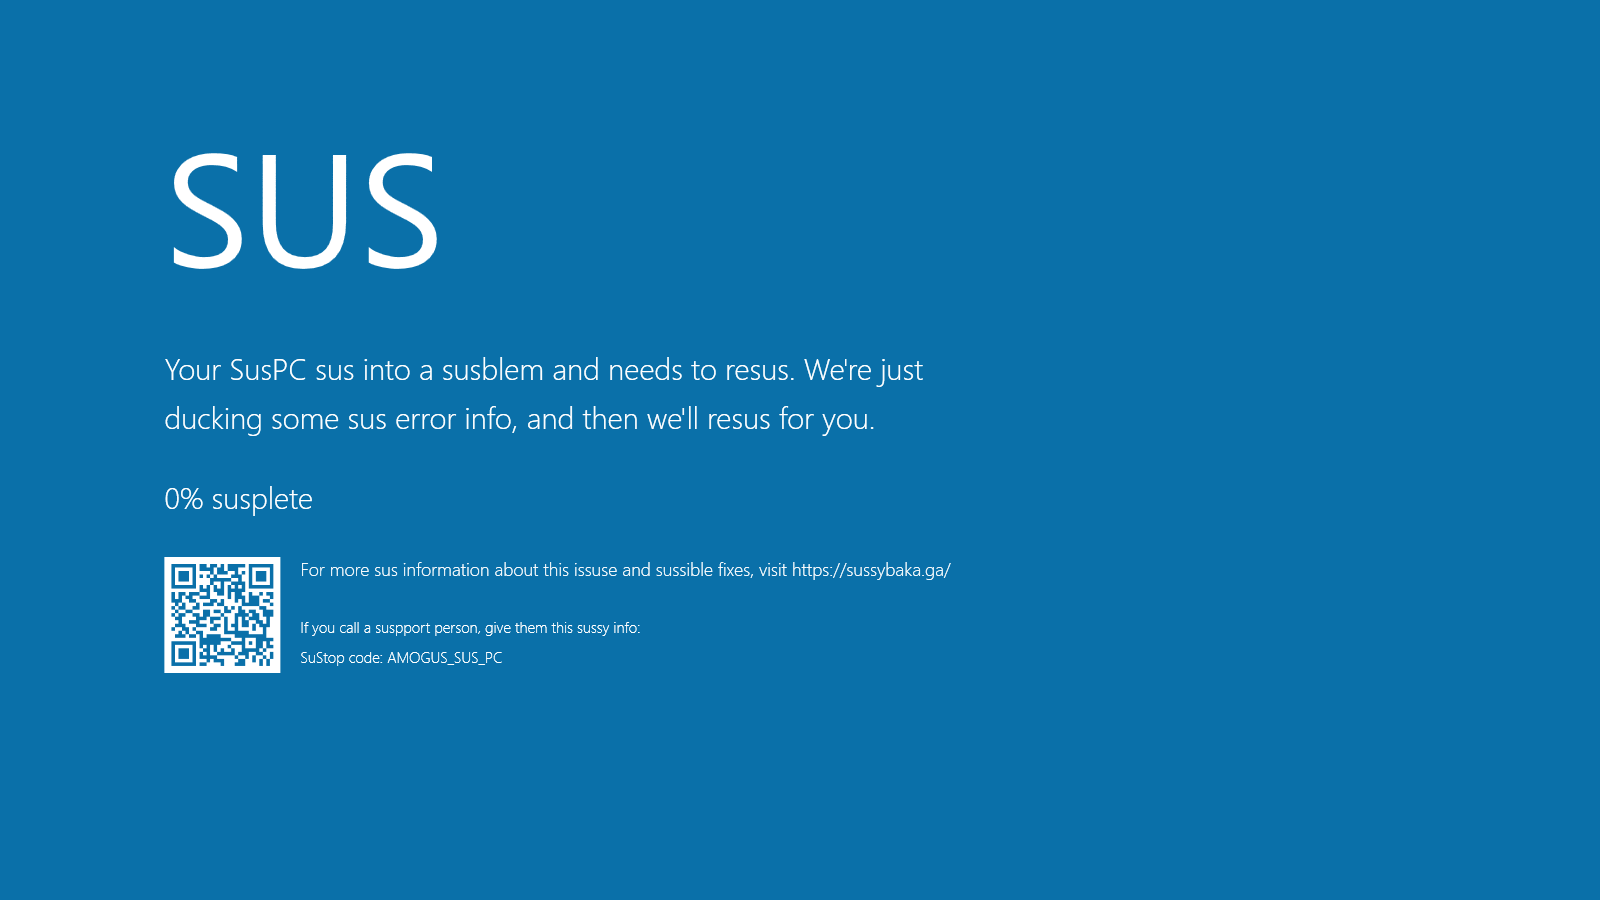 SUS
Your SusPC sus into a susblem and needs to resus. We're just
ducking some sus error info, and then we'll resus for you.
0% susplete
For more sus information about this issuse and sussible fixes, visit https://sussybaka.ga/
If you call a suspport person, give them this sussy info:
SuStop code: AMOGUS_SUS_PC